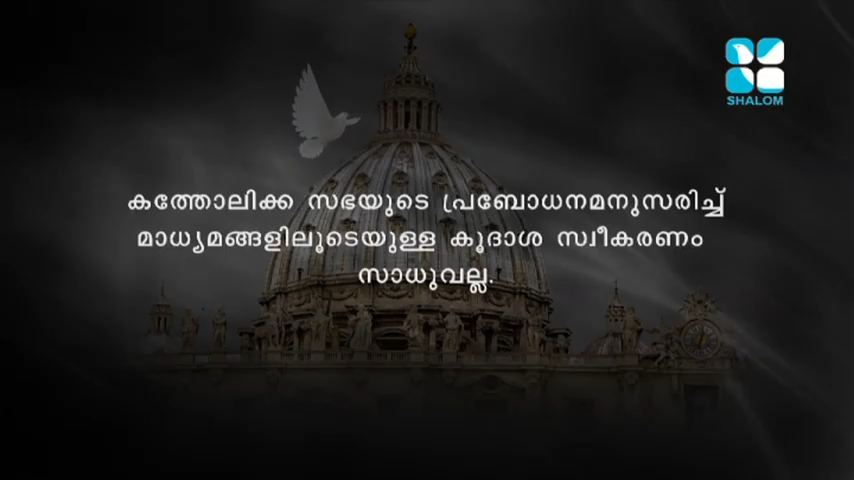 SHALOM
കത്തോലിക്ക സഭയുടെ പ്രബോധനമനുസരിച്ച്
മാധ്യമങ്ങളിലൂടെയുള്ള കൂദാശ സ്വീകരണം
സാധുവല്ല.